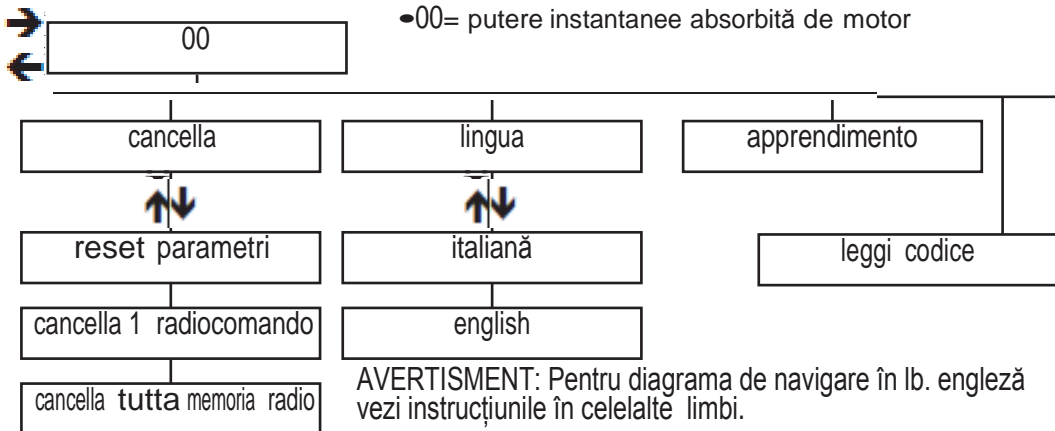 •00= putere instantanee absorbită de motor
00
cancella
lingua
apprendimento
reset parametri
italiană
leggi codice
cancella 1 radiocomando
english
cancella tutta memoria radio
AVERTISMENT: Pentru diagrama de navigare în lb. engleză
vezi instrucțiunile în celelalte limbi.